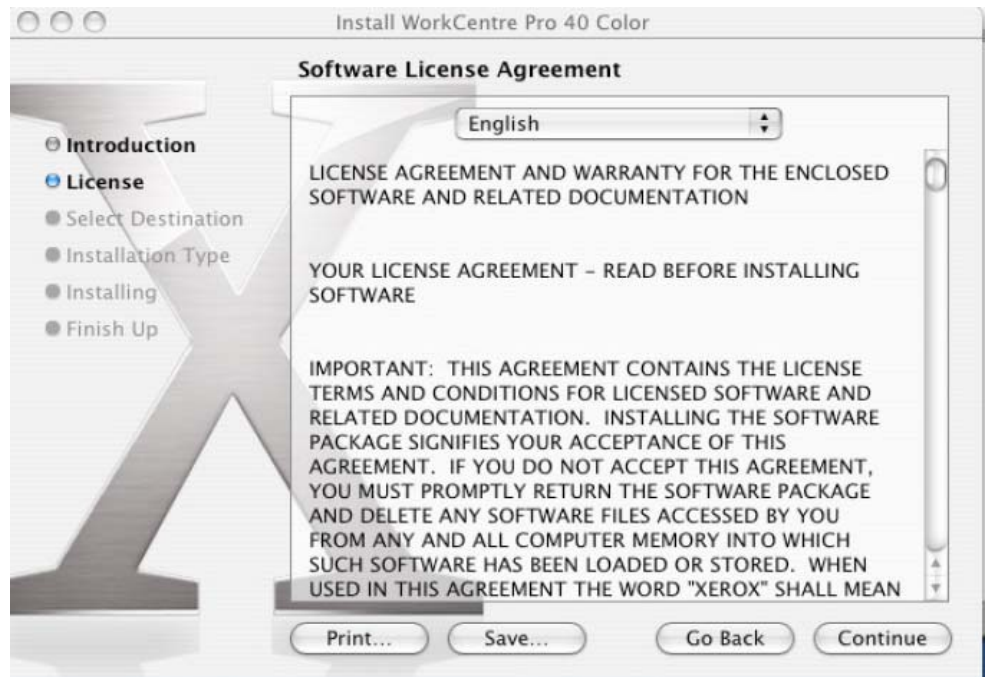 Install WorkCentre Pro 40 Color
Software License Agreement
Introduction
License
Select Destination
Installation Type
Installing
Finish Up
English
LICENSE AGREEMENT AND WARRANTY FOR THE ENCLOSED
SOFTWARE AND RELATED DOCUMENTATION
YOUR LICENSE AGREEMENT – READ BEFORE INSTALLING
SOFTWARE
IMPORTANT:  THIS AGREEMENT CONTAINS THE LICENSE
TERMS AND CONDITIONS FOR LICENSED SOFTWARE AND
RELATED DOCUMENTATION.  INSTALLING THE SOFTWARE
PACKAGE SIGNIFIES YOUR ACCEPTANCE OF THIS
AGREEMENT.  IF YOU DO NOT ACCEPT THIS AGREEMENT,
YOU MUST PROMPTLY RETURN THE SOFTWARE PACKAGE
AND DELETE ANY SOFTWARE FILES ACCESSED BY YOU
FROM ANY AND ALL COMPUTER MEMORY INTO WHICH
SUCH SOFTWARE HAS BEEN LOADED OR STORED.  WHEN
USED IN THIS AGREEMENT THE WORD "XEROX" SHALL MEAN
Print...
Save...
Go Back
Continue